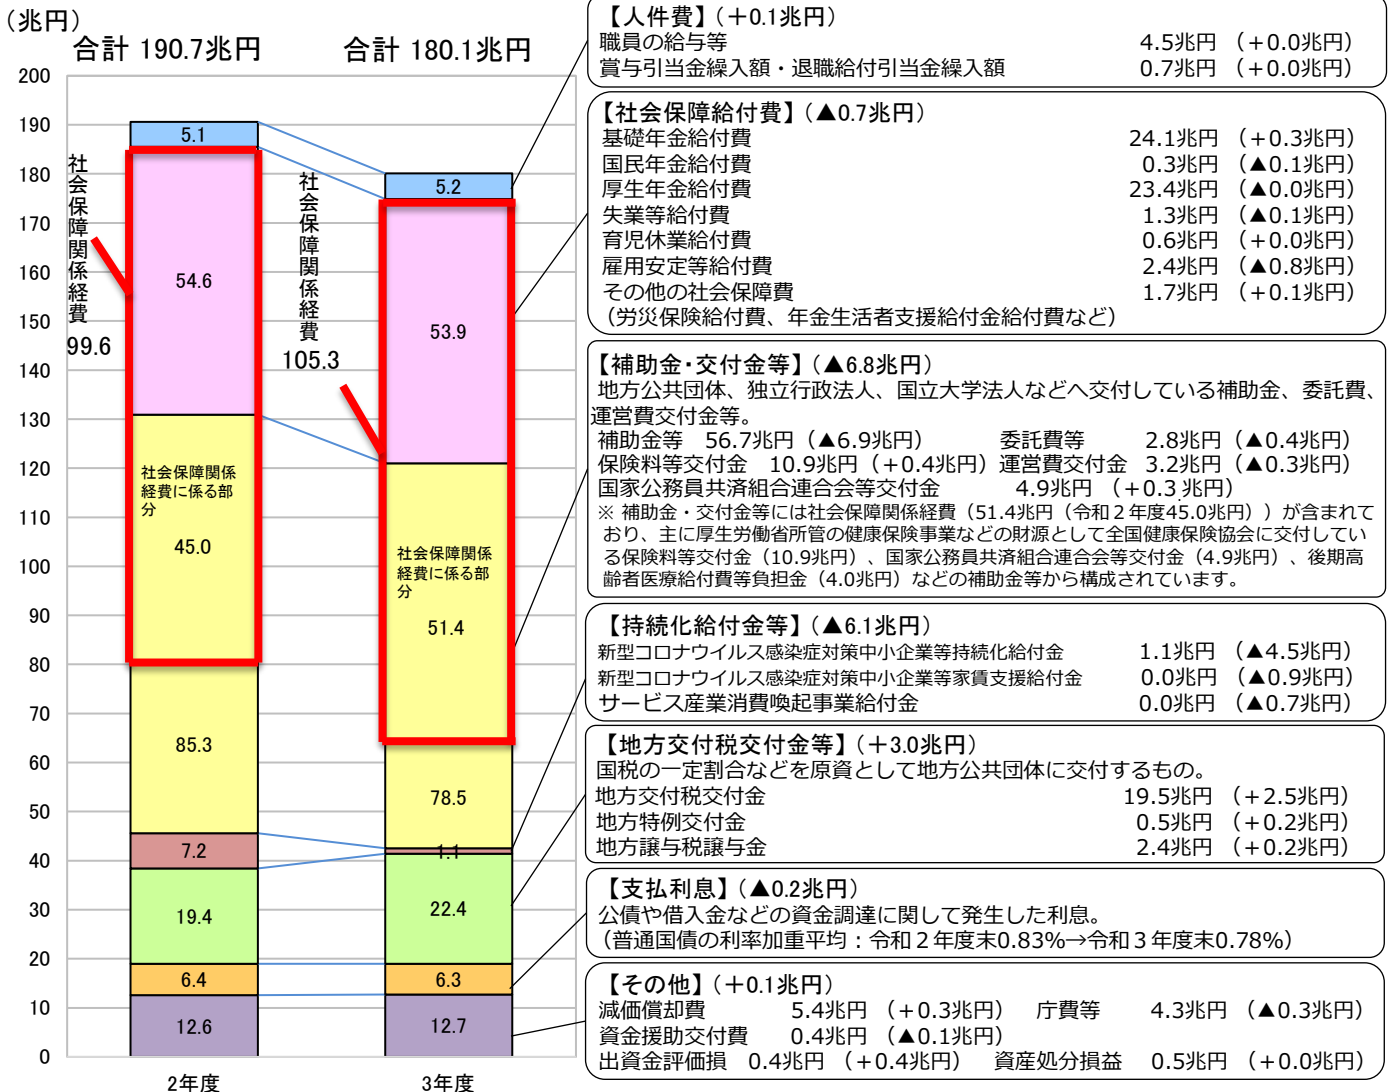 (兆円)
合計 190.7兆円
合計 180.1兆円
200
190
180
170
160
150
140
130
120
110
100
90
80
70
60
50
40
30
20
10
0
社会保障関係経費
99.6
5.1
54.6
社会保障関係
経費に係る部
分
45.0
85.3
7.2
19.4
6.4
12.6
2年度
社会保障関係経費
105.3
5.2
53.9
社会保障関係
経費に係る部
分
51.4
78.5
1.1
22.4
6.3
12.7
3年度
【人件費】(+0.1兆円)
職員の給与等 4.5兆円 (+0.0兆円)
賞与引当金繰入額・退職給付引当金繰入額 0.7兆円 (+0.0兆円)
【社会保障給付費】(▲0.7兆円)
基礎年金給付費 24.1兆円 (+0.3兆円)
国民年金給付費 0.3兆円 (▲0.1兆円)
厚生年金給付費 23.4兆円 (▲0.0兆円)
失業等給付費 1.3兆円 (▲0.1兆円)
育児休業給付費 0.6兆円 (+0.0兆円)
雇用安定等給付費 2.4兆円 (▲0.8兆円)
その他の社会保障費 1.7兆円 (+0.1兆円)
(労災保険給付費、年金生活者支援給付金給付費など)
【補助金・交付金等】(▲6.8兆円)
地方公共団体、独立行政法人、国立大学法人などへ交付している補助金、委託費、
運営費交付金等。
補助金等 56.7兆円(▲6.9兆円) 委託費等 2.8兆円(▲0.4兆円)
保険料等交付金 10.9兆円(+0.4兆円)運営費交付金 3.2兆円(▲0.3兆円)
国家公務員共済組合連合会等交付金 4.9兆円 (+0.3兆円)
※ 補助金・交付金等には社会保障関係経費(51.4兆円(令和2年度45.0兆円))が含まれて
おり、主に厚生労働省所管の健康保険事業などの財源として全国健康保険協会に交付してい
る保険料等交付金(10.9兆円)、国家公務員共済組合連合会等交付金(4.9兆円)、後期高
齢者医療給付費等負担金(4.0兆円)などの補助金等から構成されています。
【持続化給付金等】(▲6.1兆円)
新型コロナウイルス感染症対策中小企業等持続化給付金 1.1兆円 (▲4.5兆円)
新型コロナウイルス感染症対策中小企業等家賃支援給付金 0.0兆円 (▲0.9兆円)
サービス産業消費喚起事業給付金 0.0兆円 (▲0.7兆円)
【地方交付税交付金等】(+3.0兆円)
国税の一定割合などを原資として地方公共団体に交付するもの。
地方交付税交付金 19.5兆円 (+2.5兆円)
地方特例交付金 0.5兆円 (+0.2兆円)
地方譲与税譲与金 2.4兆円 (+0.2兆円)
【支払利息】(▲0.2兆円)
公債や借入金などの資金調達に関して発生した利息。
(普通国債の利率加重平均:令和2年度末0.83%→令和3年度末0.78%)
【その他】(+0.1兆円)
減価償却費 5.4兆円 (+0.3兆円) 庁費等 4.3兆円 (▲0.3兆円)
資金援助交付費 0.4兆円 (▲0.1兆円)
出資金評価損 0.4兆円 (+0.4兆円) 資産処分損益 0.5兆円 (+0.0兆円)